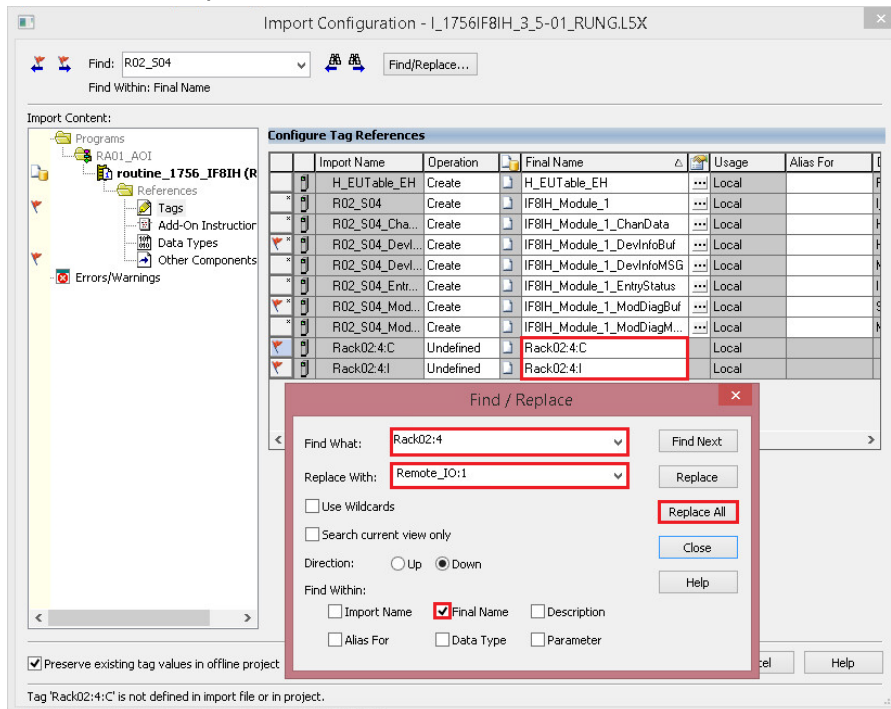 Import Configuration - I_1756IF8IH_3_5-01_RUNG.L5X
Find: R02_S04 Find/Replace...
Find Within: Final Name
Import Content:
Programs
RA01_AOI
routine_1756_IF8IH (R
References
Tags
Add-On Instruction
Data Types
Other Components
Errors/Warnings
Configure Tag References
Import Name Operation Final Name Usage Alias For
H_EUTable_EH Create H_EUTable_EH ... Local
R02_S04 Create IF8IH_Module_1 ... Local
R02_S04_Cha... Create IF8IH_Module_1_ChanData ... Local
R02_S04_DevI... Create IF8IH_Module_1_DevInfoBuf ... Local
R02_S04_DevI... Create IF8IH_Module_1_DevInfoMSG ... Local
R02_S04_Entr... Create IF8IH_Module_1_EntryStatus ... Local
R02_S04_Mod... Create IF8IH_Module_1_ModDiagBuf ... Local
R02_S04_Mod... Create IF8IH_Module_1_ModDiagM... ... Local
Rack02:4:C Undefined Rack02:4:C Local
Rack02:4:I Undefined Rack02:4:I Local
Find / Replace
Find What: Rack02:4 Find Next
Replace With: Remote_IO:1 Replace
Use Wildcards Replace All
Search current view only
Close
Direction: Up Down
Help
Find Within:
Import Name Final Name Description
Alias For Data Type Parameter
Preserve existing tag values in offline project cel Help
Tag 'Rack02:4:C' is not defined in import file or in project.